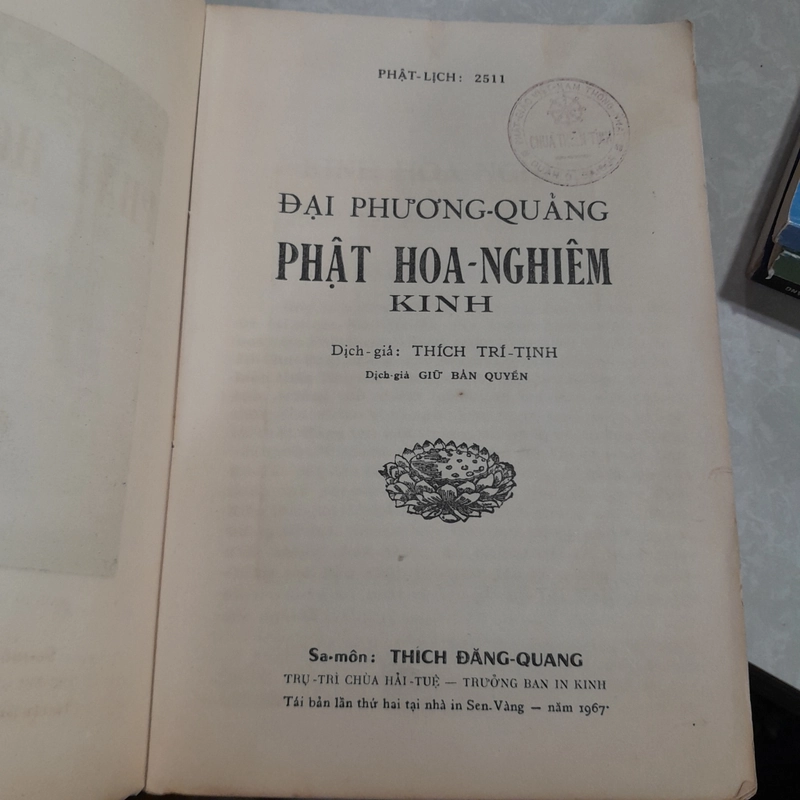 PHẬT-LỊCH: 2511
ĐẠI PHƯƠNG-QUẢNG
PHẬT HOA-NGHIÊM
KINH
Dịch-giả: THÍCH TRÍ-TỊNH
Dịch-giả GIỮ BẢN QUYỀN
Sa-môn: THÍCH ĐĂNG-QUANG
TRỤ-TRÌ CHÙA HẢI-TUỆ — TRƯỞNG BAN IN KINH
Tái bản lần thứ hai tại nhà in Sen-Vàng — năm 1967